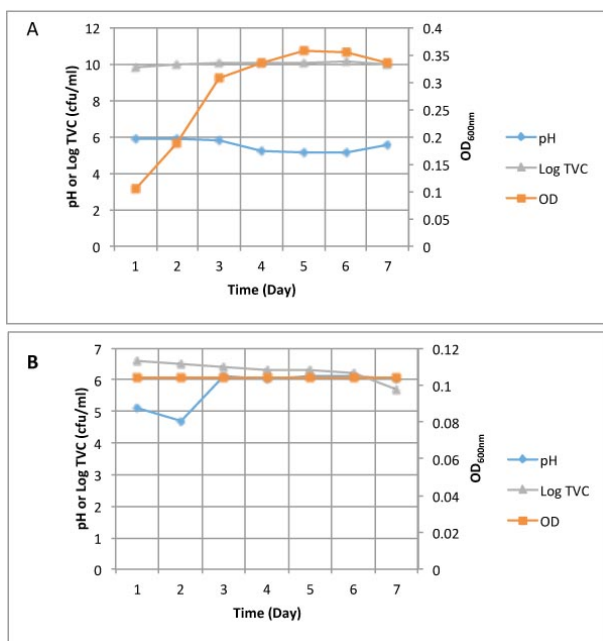 A
12
10
8
6
4
2
0
pH or Log TVC (cfu/ml)
0.4
0.35
0.3
0.25
0.2
0.15
0.1
0.05
0
OD600nm
1 2 3 4 5 6 7
Time (Day)
pH
Log TVC
OD
B
7
6
5
4
3
2
1
0
pH or Log TVC (cfu/ml)
0.12
0.1
0.08
0.06
0.04
0.02
0
OD600nm
1 2 3 4 5 6 7
Time (Day)
pH
Log TVC
OD